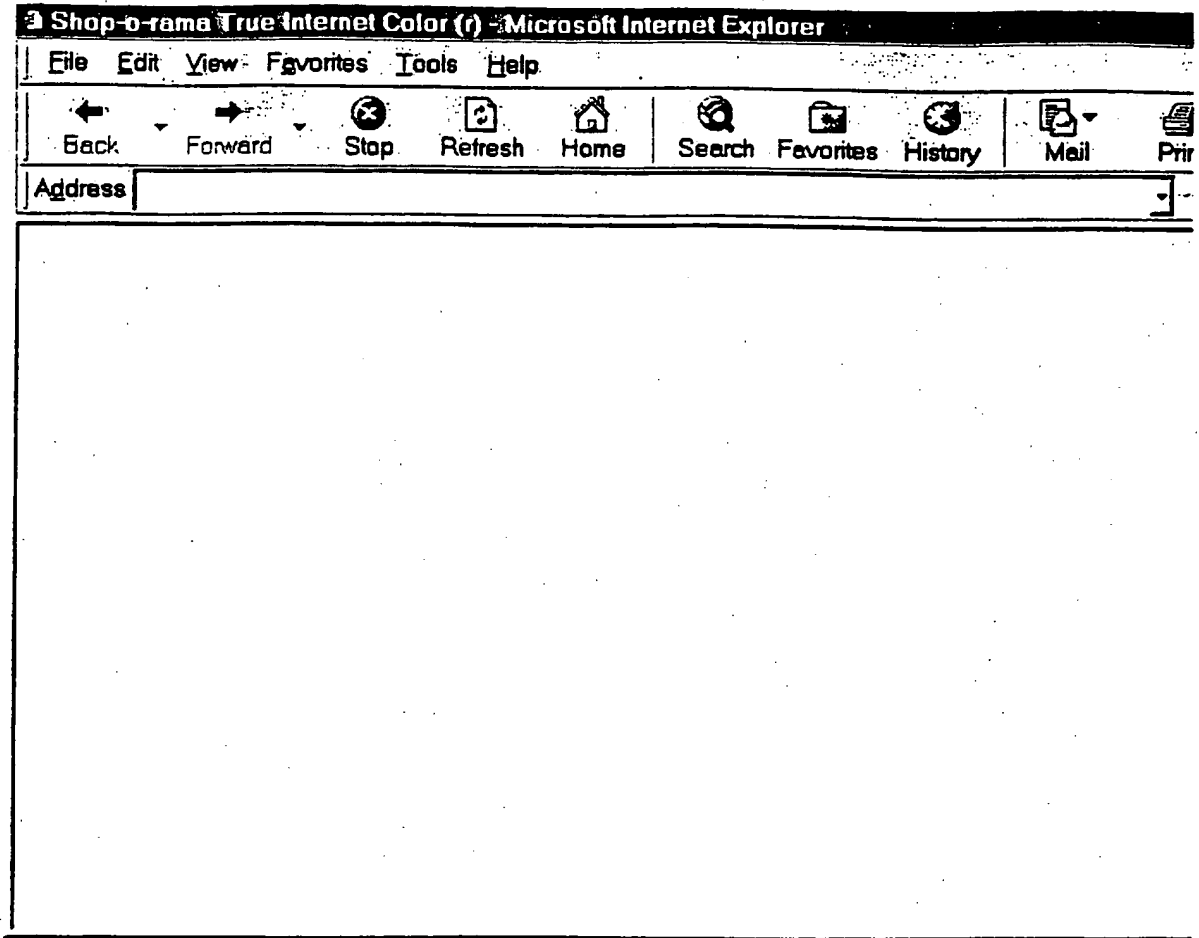 Shop-o-rama True Internet Color (r) - Microsoft Internet Explorer
File Edit View Favorites Tools Help
Back Forward Stop Refresh Home Search Favorites History Mail Prin
Address